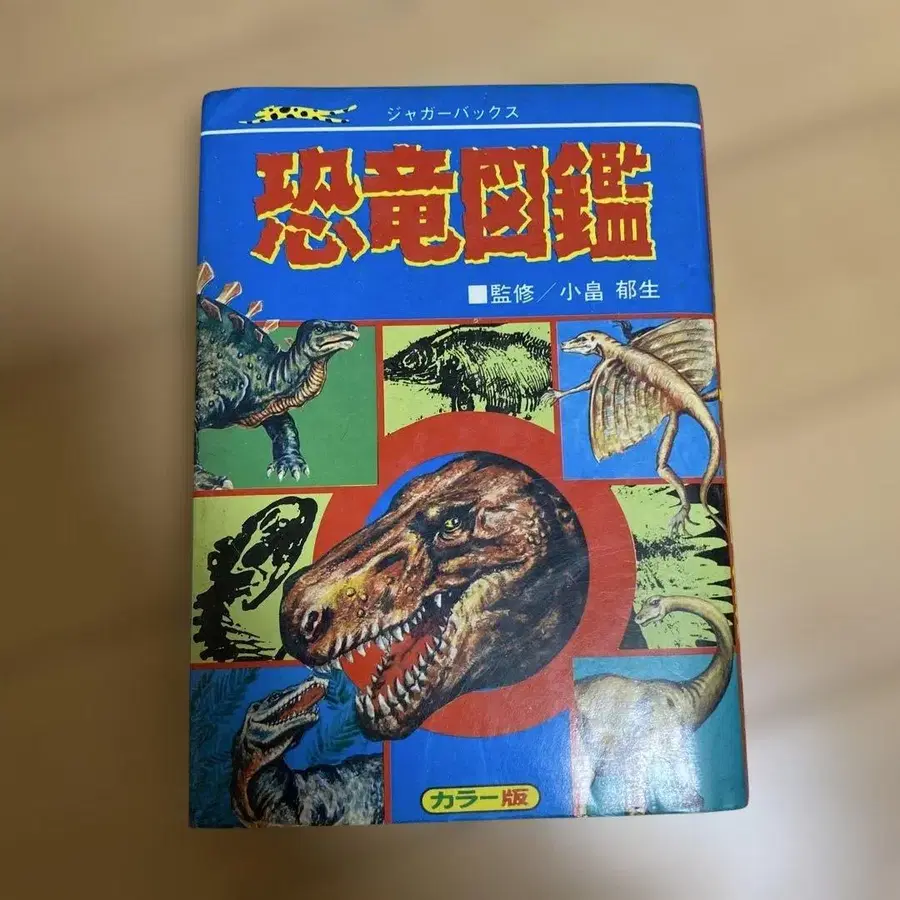 ジャガーバックス
恐竜図鑑
■監修／小畠 郁生
カラー版